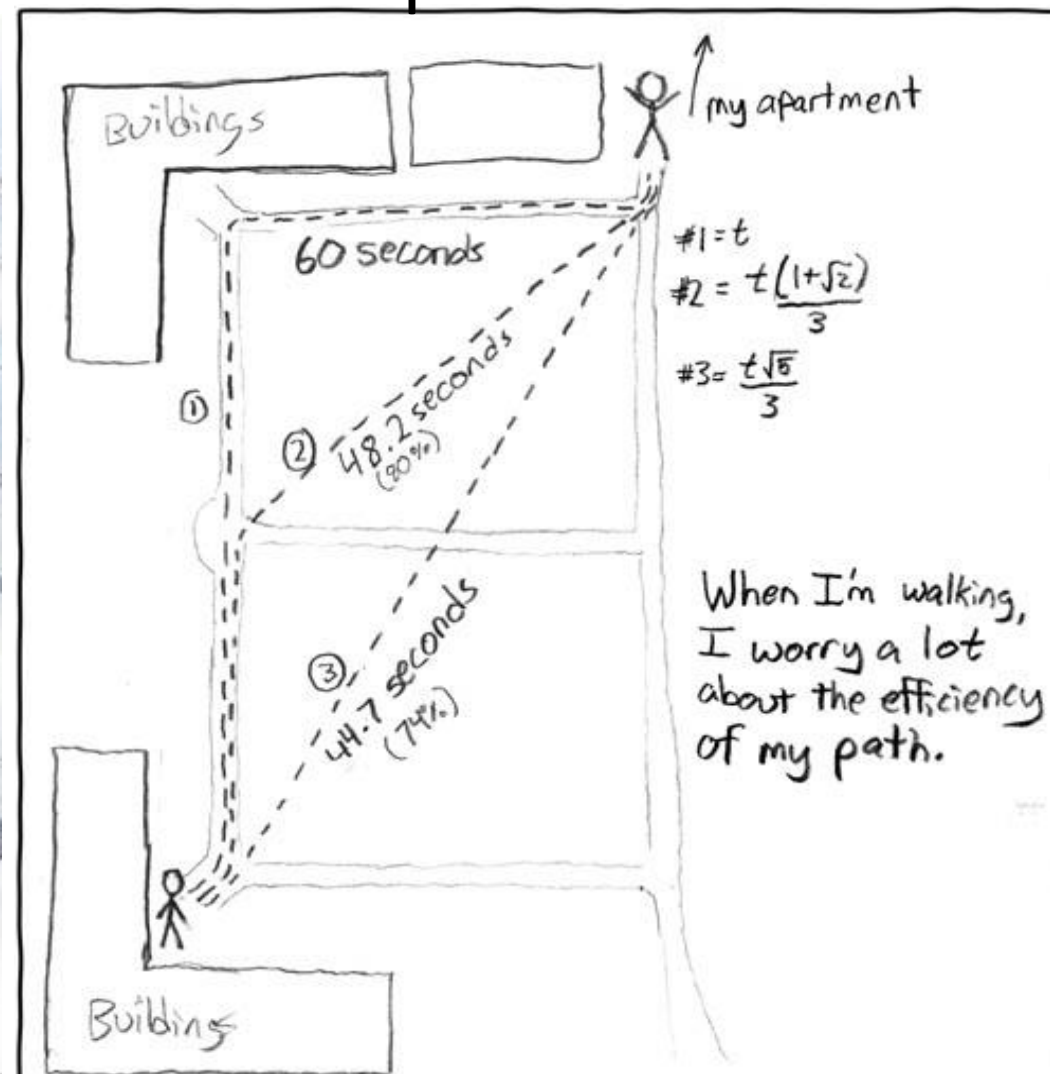 Buildings
my apartment
60 seconds
#1 = t
#2 = t(1+√2)/3
#3 = t√5/3
①
②
48.2 seconds
(80%)
③
44.7 seconds
(74%)
When I'm walking,
I worry a lot
about the efficiency
of my path.
Buildings